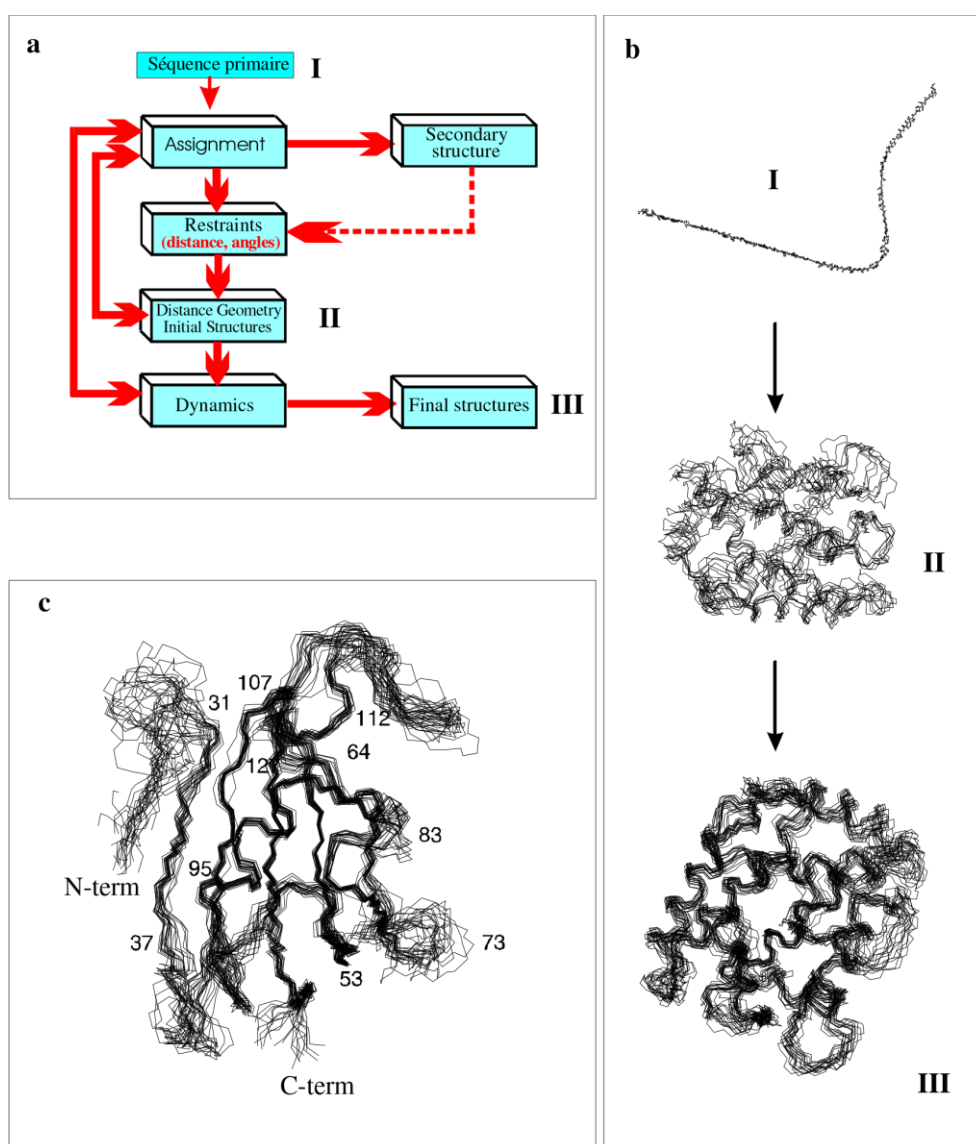 a
Séquence primaire
I
Assignment
Secondary
structure
Restraints
(distance, angles)
Distance Geometry
Initial Structures
II
Dynamics
Final structures
III
b
I
II
III
c
107
31
112
12
64
83
95
N-term
37
73
53
C-term